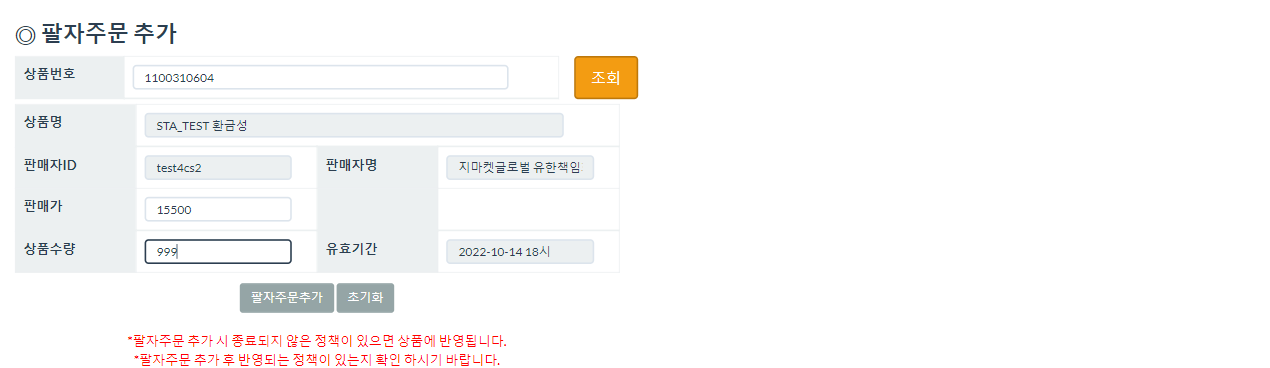 ◎ 팔자주문 추가
상품번호 1100310604 조회
상품명 STA_TEST 환금성
판매자ID test4cs2 판매자명 지마켓글로벌 유한책임
판매가 15500
상품수량 999 유효기간 2022-10-14 18시
팔자주문추가 초기화
*팔자주문 추가 시 종료되지 않은 정책이 있으면 상품에 반영됩니다.
*팔자주문 추가 후 반영되는 정책이 있는지 확인 하시기 바랍니다.